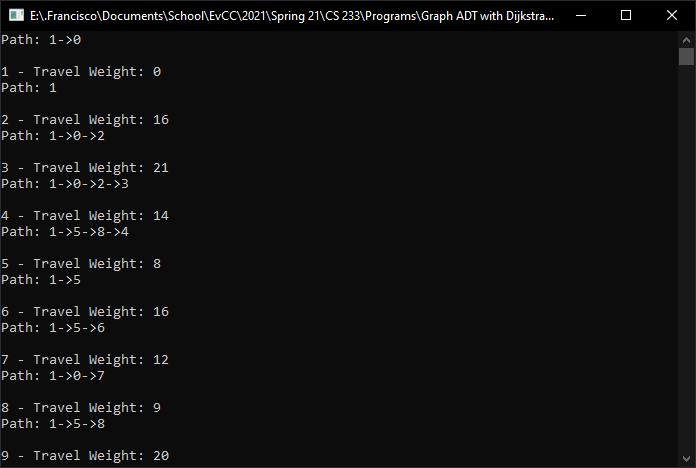 E:\.Francisco\Documents\School\EvCC\2021\Spring 21\CS 233\Programs\Graph ADT with Dijkstra...
Path: 1->0
1 - Travel Weight: 0
Path: 1
2 - Travel Weight: 16
Path: 1->0->2
3 - Travel Weight: 21
Path: 1->0->2->3
4 - Travel Weight: 14
Path: 1->5->8->4
5 - Travel Weight: 8
Path: 1->5
6 - Travel Weight: 16
Path: 1->5->6
7 - Travel Weight: 12
Path: 1->0->7
8 - Travel Weight: 9
Path: 1->5->8
9 - Travel Weight: 20